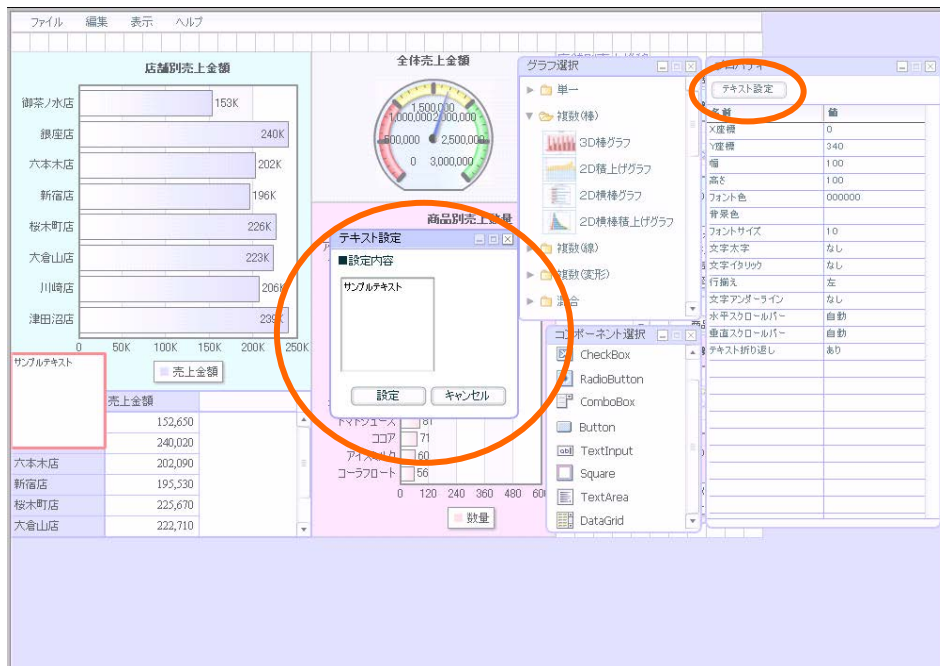 ファイル 編集 表示 ヘルプ
店舗別売上金額
御茶ノ水店 153K
銀座店 240K
六本木店 202K
新宿店 196K
桜木町店 226K
大倉山店 223K
川崎店 206K
津田沼店 239K
0 50K 100K 150K 200K 250K
売上金額
サンプルテキスト
売上金額
152,650
240,020
六本木店 202,090
新宿店 195,530
桜木町店 225,670
大倉山店 222,710
全体売上金額
1,500,000
1,000,000 2,000,000
500,000 2,500,000
0 3,000,000
商品別売上数量
テキスト設定
■設定内容
サンプルテキスト
設定 キャンセル
トマトジュース 81
ココア 71
アイスミルク 60
コーラフロート 56
0 120 240 360 480 600
数量
グラフ選択
単一
複数(棒)
3D棒グラフ
2D積上げグラフ
2D横棒グラフ
2D横棒積上げグラフ
複数(線)
複数(変形)
混合
コンポーネント選択
CheckBox
RadioButton
ComboBox
Button
TextInput
Square
TextArea
DataGrid
プロパティ
テキスト設定
名前 値
X座標 0
Y座標 340
幅 100
高さ 100
フォント色 000000
背景色
フォントサイズ 10
文字太字 なし
文字イタリック なし
行揃え 左
文字アンダーライン なし
水平スクロールバー 自動
垂直スクロールバー 自動
テキスト折り返し あり